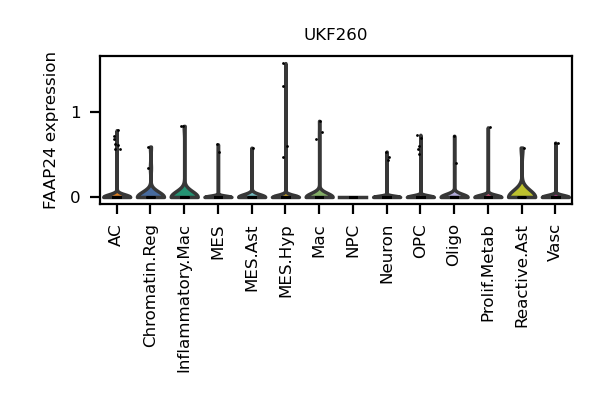 UKF260
FAAP24 expression
1
0
AC
Chromatin.Reg
Inflammatory.Mac
MES
MES.Ast
MES.Hyp
Mac
NPC
Neuron
OPC
Oligo
Prolif.Metab
Reactive.Ast
Vasc